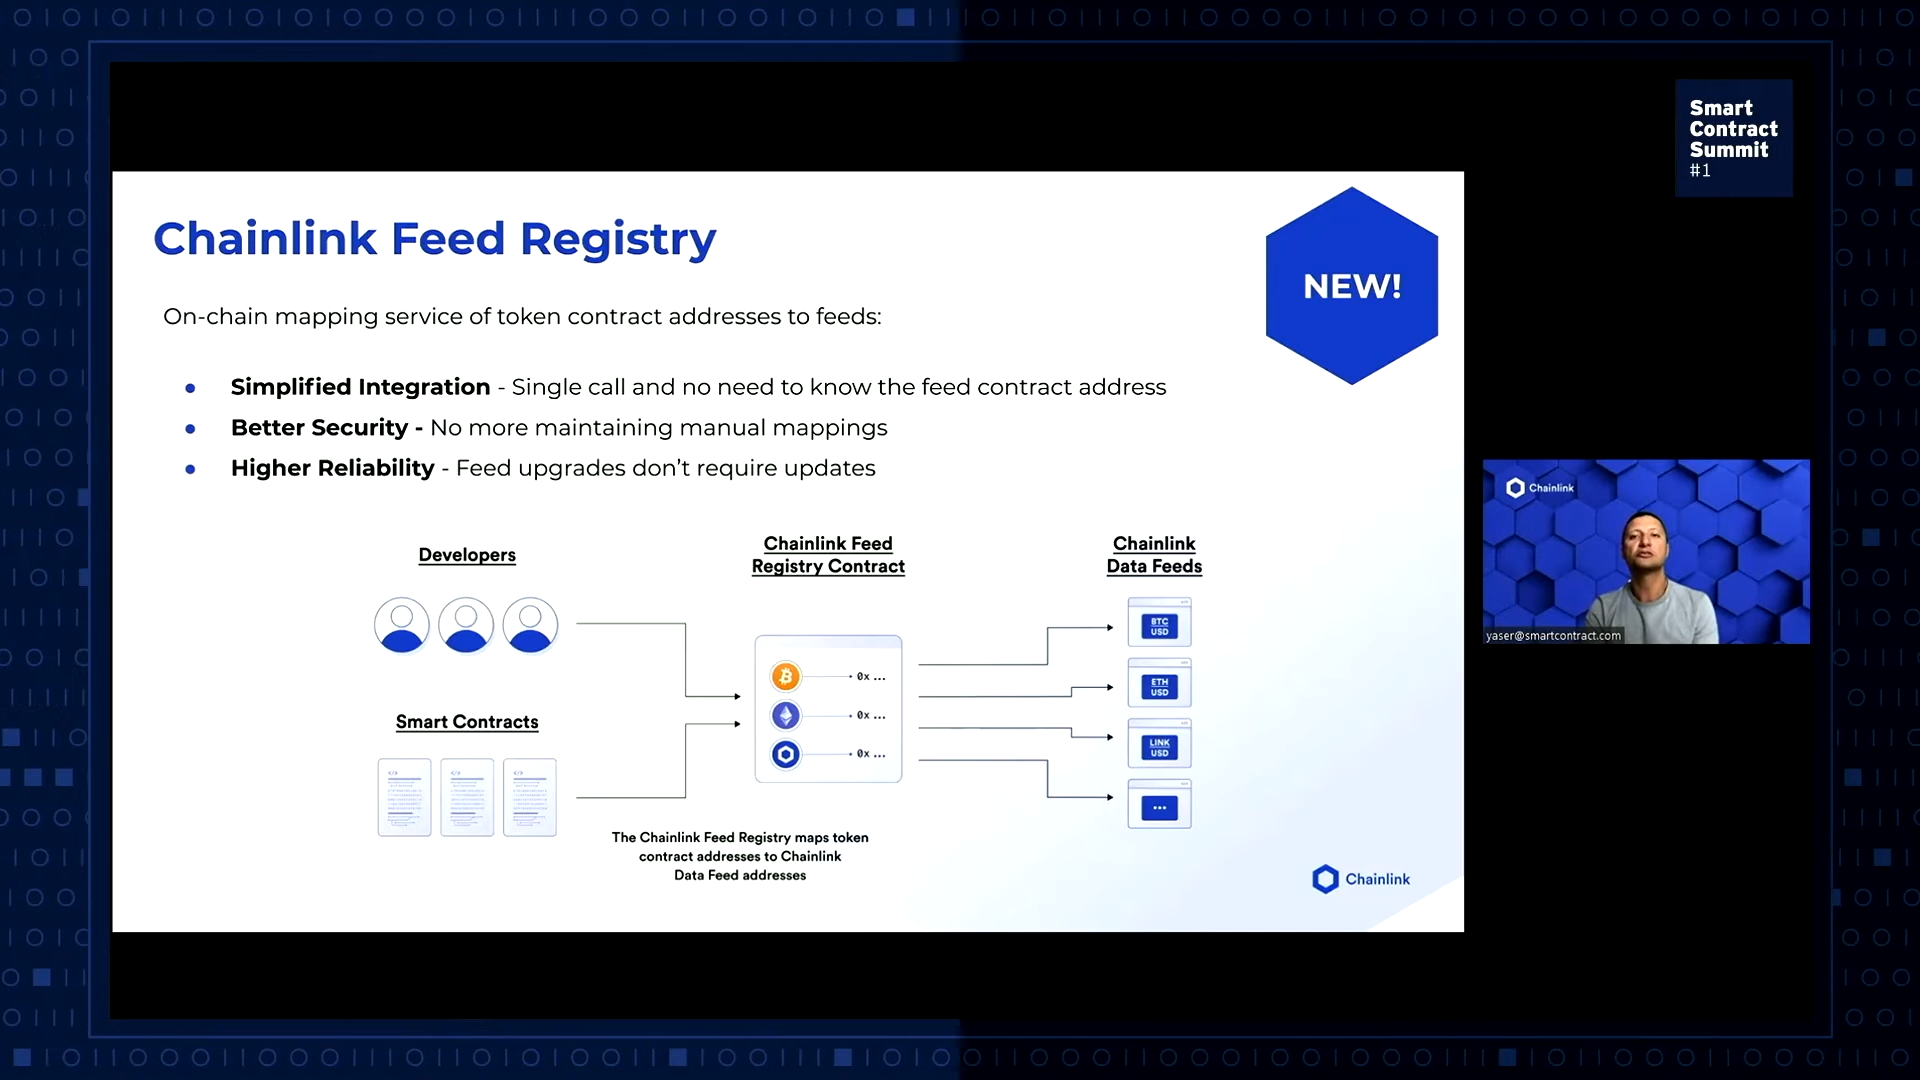 Smart
Contract
Summit
#1
Chainlink Feed Registry
NEW!
On-chain mapping service of token contract addresses to feeds:
● Simplified Integration - Single call and no need to know the feed contract address
● Better Security - No more maintaining manual mappings
● Higher Reliability - Feed upgrades don’t require updates
Developers
Chainlink Feed
Registry Contract
Chainlink
Data Feeds
BTC
USD
0x ...
ETH
USD
Smart Contracts
0x ...
LINK
USD
0x ...
...
The Chainlink Feed Registry maps token
contract addresses to Chainlink
Data Feed addresses
Chainlink
Chainlink
yaser@smartcontract.com